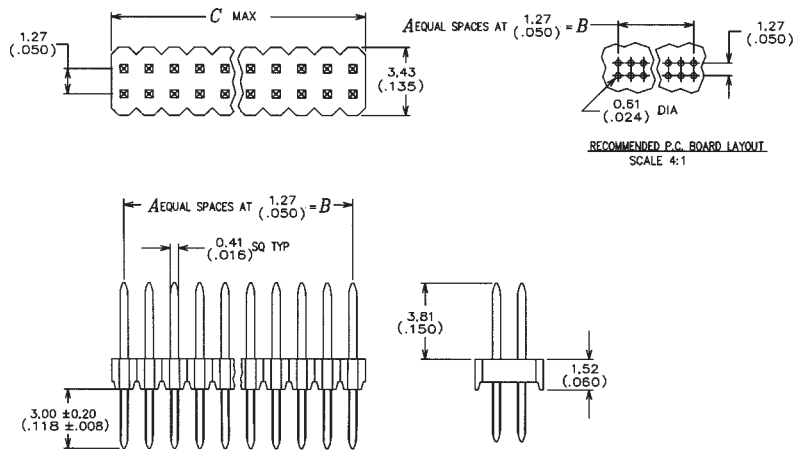 C MAX
1.27
(.050)
3.43
(.135)
A EQUAL SPACES AT 1.27 (.050) = B
1.27
(.050)
0.61
(.024) DIA
RECOMMENDED P.C. BOARD LAYOUT
SCALE 4:1
A EQUAL SPACES AT 1.27 (.050) = B
0.41
(.016) SQ TYP
3.81
(.150)
1.52
(.060)
3.00 ±0.20
(.118 ±.008)